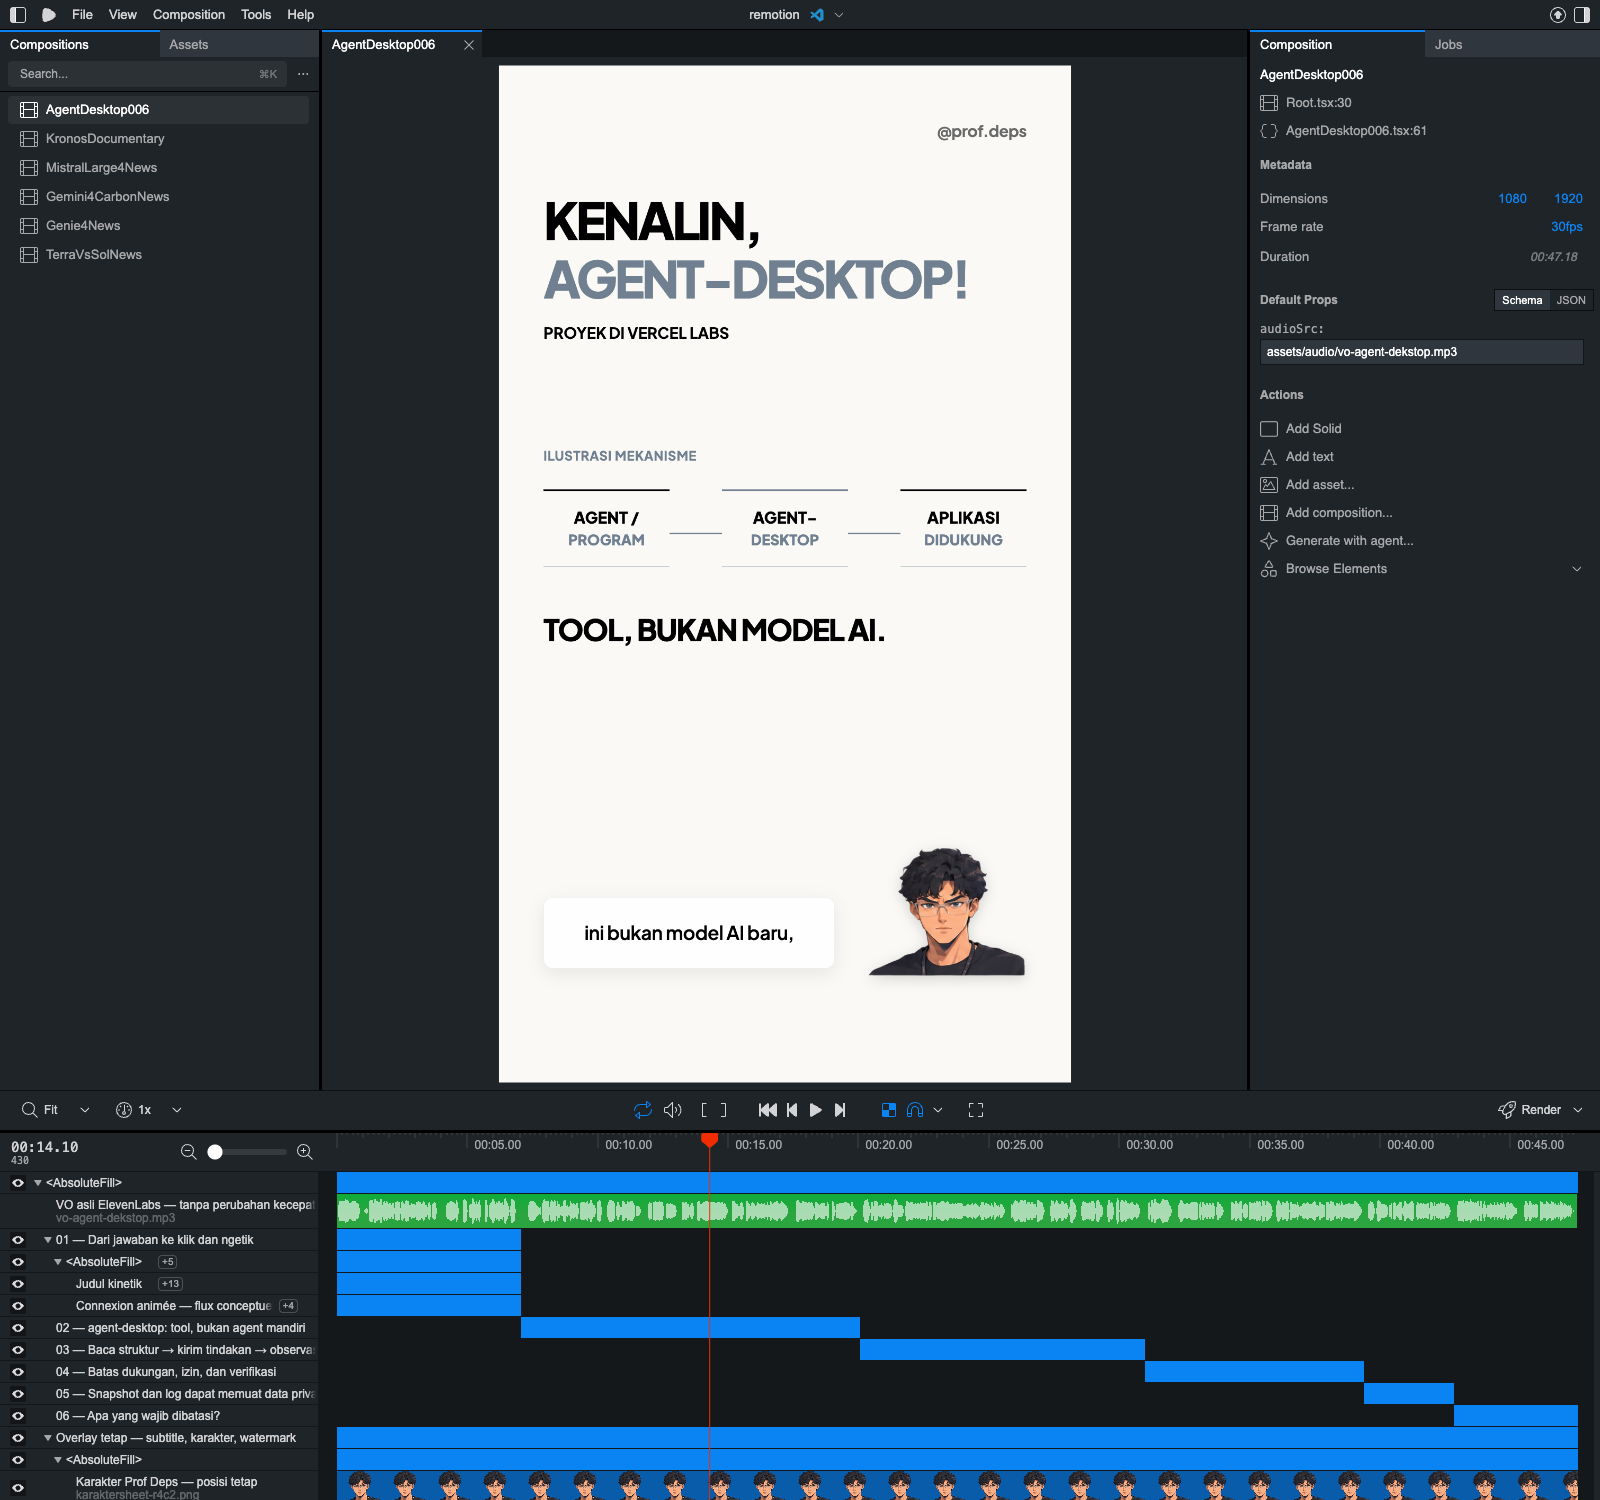 File View Composition Tools Help
remotion
Compositions Assets
Search... ⌘K
AgentDesktop006
KronosDocumentary
MistralLarge4News
Gemini4CarbonNews
Genie4News
TerraVsSolNews
AgentDesktop006
@prof.deps
KENALIN,
AGENT-DESKTOP!
PROYEK DI VERCEL LABS
ILUSTRASI MEKANISME
AGENT / AGENT- APLIKASI
PROGRAM DESKTOP DIDUKUNG
TOOL, BUKAN MODEL AI.
ini bukan model AI baru,
Composition Jobs
AgentDesktop006
Root.tsx:30
AgentDesktop006.tsx:61
Metadata
Dimensions 1080 1920
Frame rate 30fps
Duration 00:47.18
Default Props Schema JSON
audioSrc:
assets/audio/vo-agent-dekstop.mp3
Actions
Add Solid
Add text
Add asset...
Add composition...
Generate with agent...
Browse Elements
Fit 1x Render
00:14.10
430
00:05.00 00:10.00 00:15.00 00:20.00 00:25.00 00:30.00 00:35.00 00:40.00 00:45.00
<AbsoluteFill>
VO asli ElevenLabs — tanpa perubahan kecepat
vo-agent-dekstop.mp3
01 — Dari jawaban ke klik dan ngetik
<AbsoluteFill> +5
Judul kinetik +13
Connexion animée — flux conceptue +4
02 — agent-desktop: tool, bukan agent mandiri
03 — Baca struktur → kirim tindakan → observa
04 — Batas dukungan, izin, dan verifikasi
05 — Snapshot dan log dapat memuat data priva
06 — Apa yang wajib dibatasi?
Overlay tetap — subtitle, karakter, watermark
<AbsoluteFill>
Karakter Prof Deps — posisi tetap
karaktersheet-r4c2.png